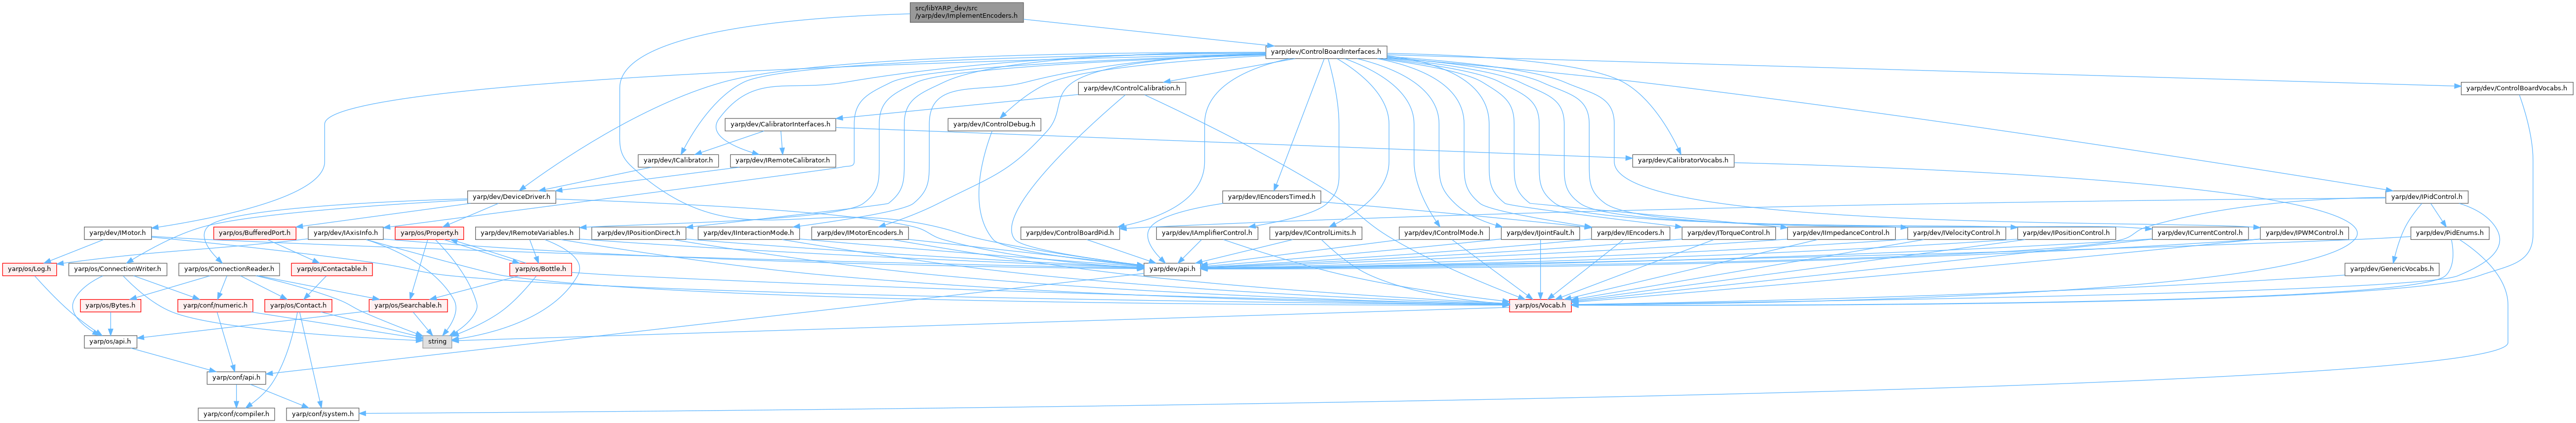 src/libYARP_dev/src
/yarp/dev/ImplementEncoders.h
yarp/dev/ControlBoardInterfaces.h
yarp/dev/IControlCalibration.h
yarp/dev/ControlBoardVocabs.h
yarp/dev/CalibratorInterfaces.h
yarp/dev/IControlDebug.h
yarp/dev/ICalibrator.h
yarp/dev/IRemoteCalibrator.h
yarp/dev/CalibratorVocabs.h
yarp/dev/DeviceDriver.h
yarp/dev/IEncodersTimed.h
yarp/dev/IPidControl.h
yarp/dev/IMotor.h
yarp/os/BufferedPort.h
yarp/dev/IAxisInfo.h
yarp/os/Property.h
yarp/dev/IRemoteVariables.h
yarp/dev/IPositionDirect.h
yarp/dev/IInteractionMode.h
yarp/dev/IMotorEncoders.h
yarp/dev/ControlBoardPid.h
yarp/dev/IAmplifierControl.h
yarp/dev/IControlLimits.h
yarp/dev/IControlMode.h
yarp/dev/IJointFault.h
yarp/dev/IEncoders.h
yarp/dev/ITorqueControl.h
yarp/dev/IImpedanceControl.h
yarp/dev/IVelocityControl.h
yarp/dev/IPositionControl.h
yarp/dev/ICurrentControl.h
yarp/dev/IPWMControl.h
yarp/dev/PidEnums.h
yarp/os/Log.h
yarp/os/ConnectionWriter.h
yarp/os/ConnectionReader.h
yarp/os/Contactable.h
yarp/os/Bottle.h
yarp/dev/api.h
yarp/dev/GenericVocabs.h
yarp/os/Bytes.h
yarp/conf/numeric.h
yarp/os/Contact.h
yarp/os/Searchable.h
yarp/os/Vocab.h
yarp/os/api.h
string
yarp/conf/api.h
yarp/conf/compiler.h
yarp/conf/system.h